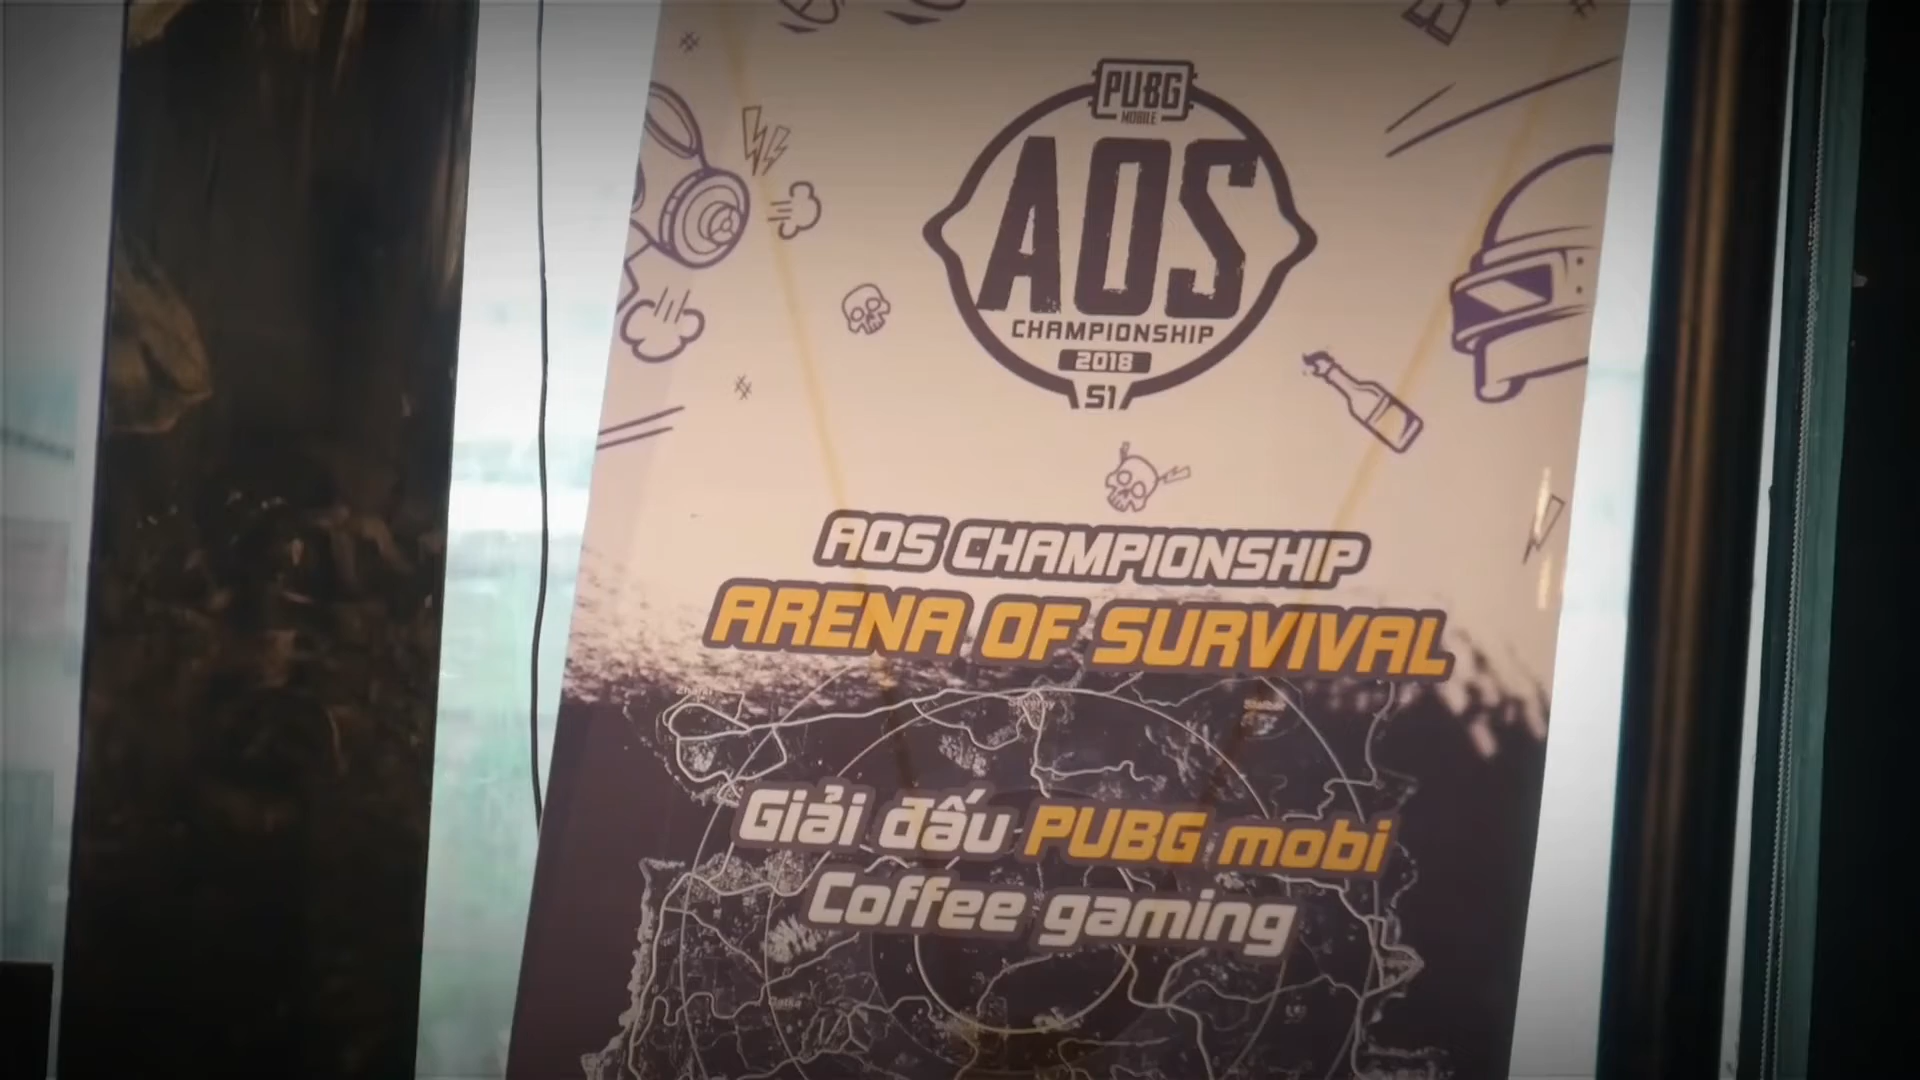 PUBG
MOBILE
AOS
CHAMPIONSHIP
2018
S1
AOS CHAMPIONSHIP
ARENA OF SURVIVAL
Giải đấu PUBG mobi
Coffee gaming